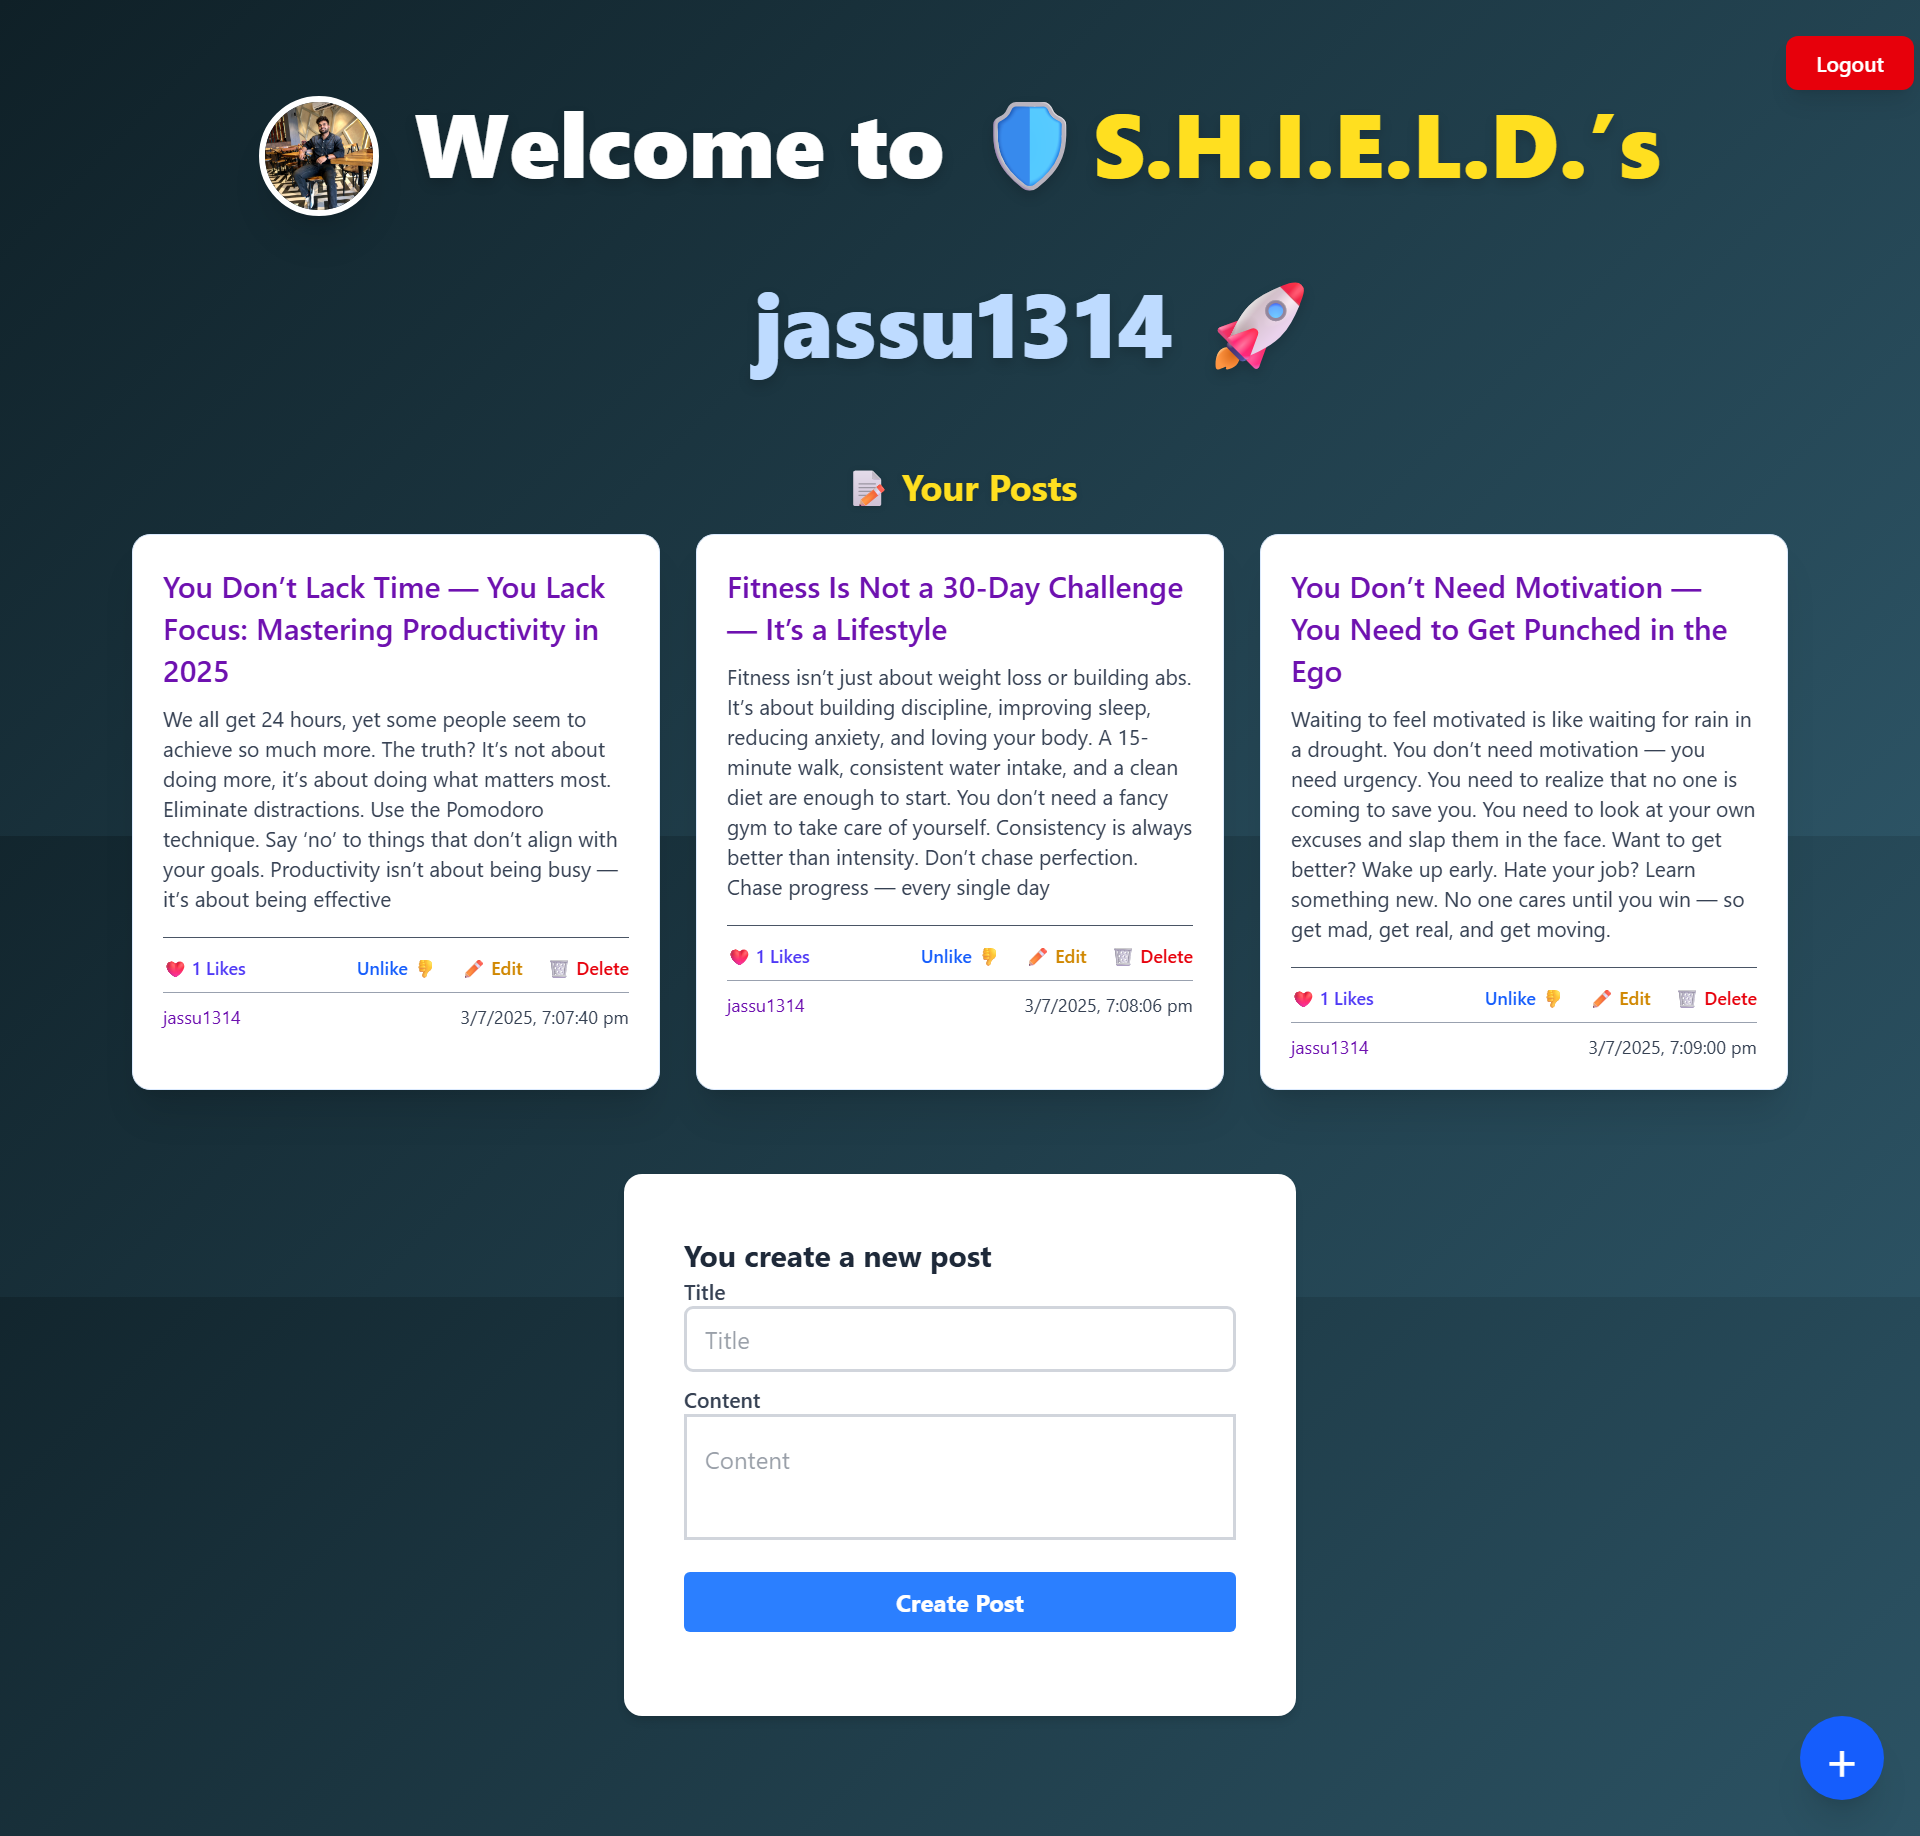 Logout
Welcome to 🛡️S.H.I.E.L.D.’s
jassu1314 🚀
📝 Your Posts
You Don’t Lack Time — You Lack
Focus: Mastering Productivity in
2025
We all get 24 hours, yet some people seem to
achieve so much more. The truth? It’s not about
doing more, it’s about doing what matters most.
Eliminate distractions. Use the Pomodoro
technique. Say ‘no’ to things that don’t align with
your goals. Productivity isn’t about being busy —
it’s about being effective
❤️ 1 Likes Unlike 👎 ✏️ Edit 🗑️ Delete
jassu1314 3/7/2025, 7:07:40 pm
Fitness Is Not a 30-Day Challenge
— It’s a Lifestyle
Fitness isn’t just about weight loss or building abs.
It’s about building discipline, improving sleep,
reducing anxiety, and loving your body. A 15-
minute walk, consistent water intake, and a clean
diet are enough to start. You don’t need a fancy
gym to take care of yourself. Consistency is always
better than intensity. Don’t chase perfection.
Chase progress — every single day
❤️ 1 Likes Unlike 👎 ✏️ Edit 🗑️ Delete
jassu1314 3/7/2025, 7:08:06 pm
You Don’t Need Motivation —
You Need to Get Punched in the
Ego
Waiting to feel motivated is like waiting for rain in
a drought. You don’t need motivation — you
need urgency. You need to realize that no one is
coming to save you. You need to look at your own
excuses and slap them in the face. Want to get
better? Wake up early. Hate your job? Learn
something new. No one cares until you win — so
get mad, get real, and get moving.
❤️ 1 Likes Unlike 👎 ✏️ Edit 🗑️ Delete
jassu1314 3/7/2025, 7:09:00 pm
You create a new post
Title
Title
Content
Content
Create Post
+